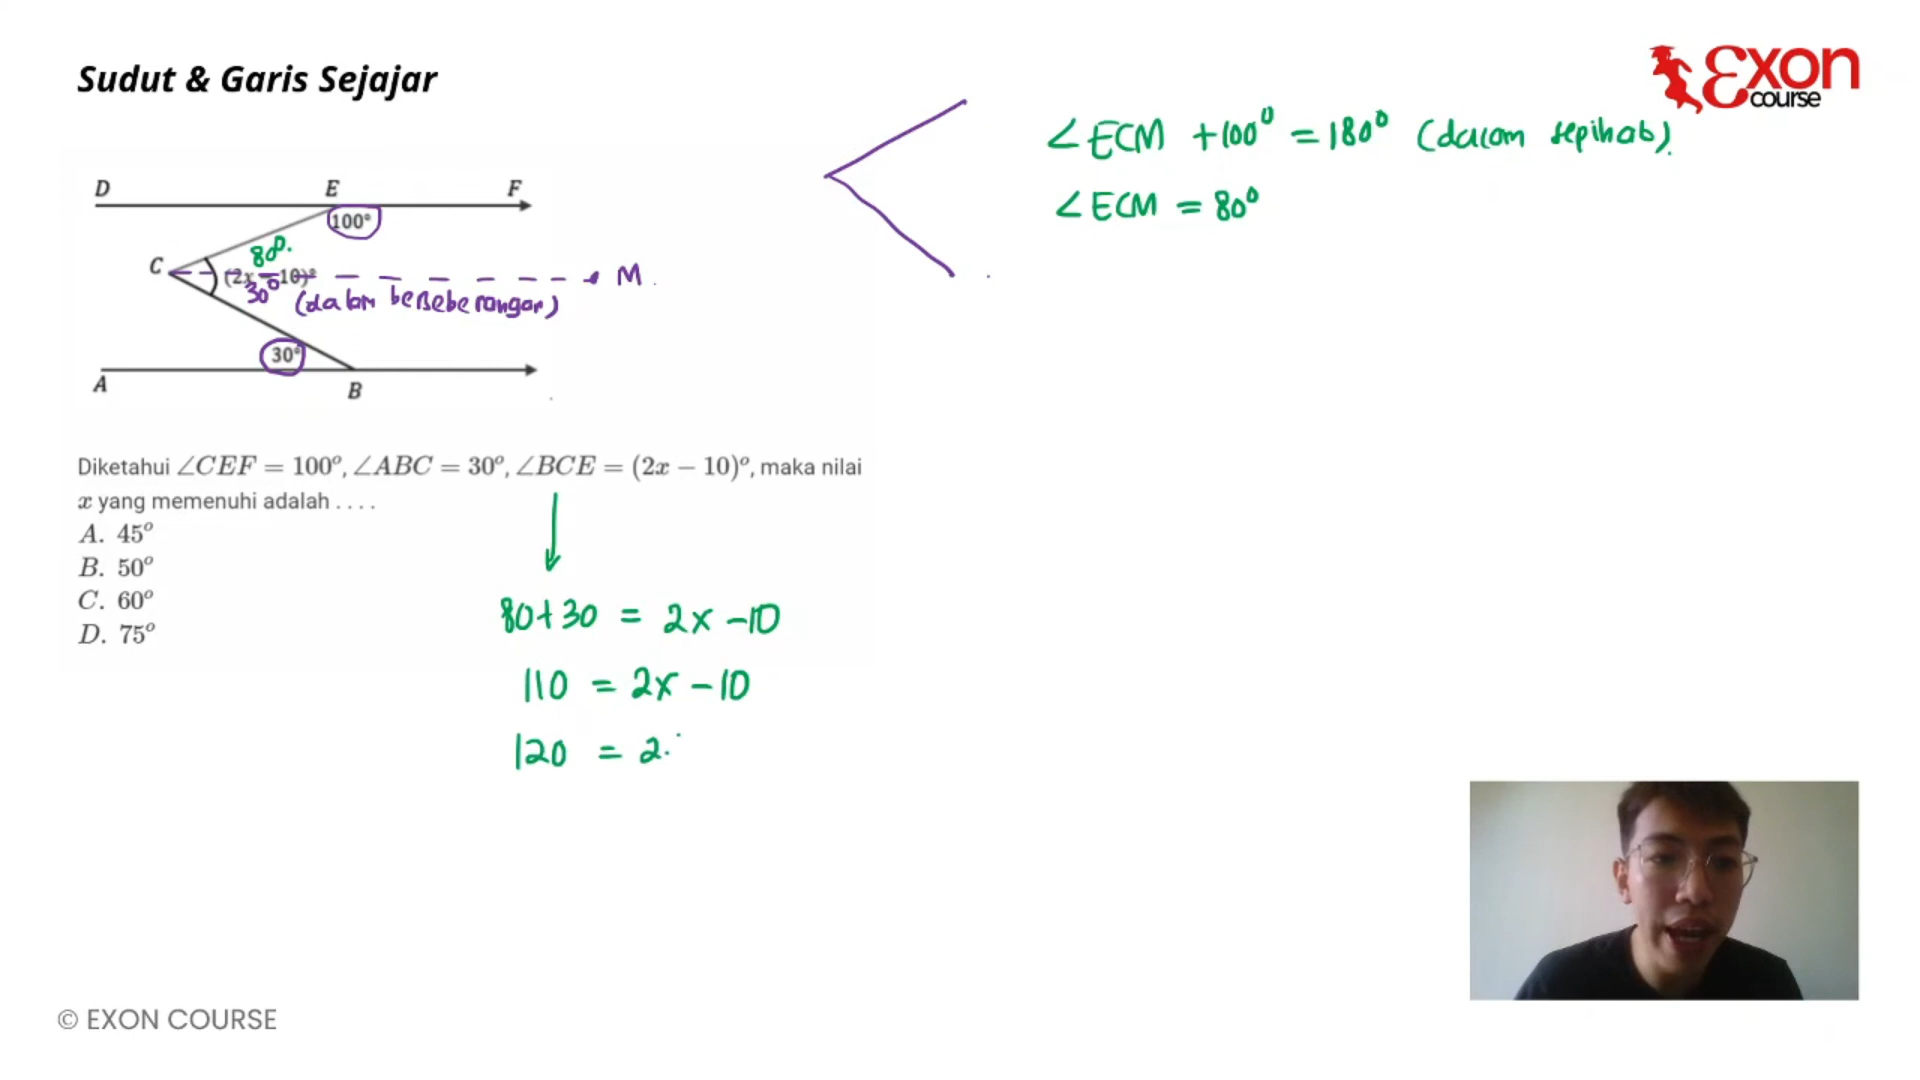 Sudut & Garis Sejajar
Exon
course
∠ECM + 100° = 180° (dalam sepihak).
∠ECM = 80°
D E F
100°
80°.
C (2x − 10)° M
30° (dalam berseberangan)
30°
A B
Diketahui ∠CEF = 100°, ∠ABC = 30°, ∠BCE = (2x − 10)°, maka nilai
x yang memenuhi adalah . . . .
A. 45°
B. 50°
C. 60°
D. 75°
80+30 = 2x −10
110 = 2x −10
120 = 2.
© EXON COURSE